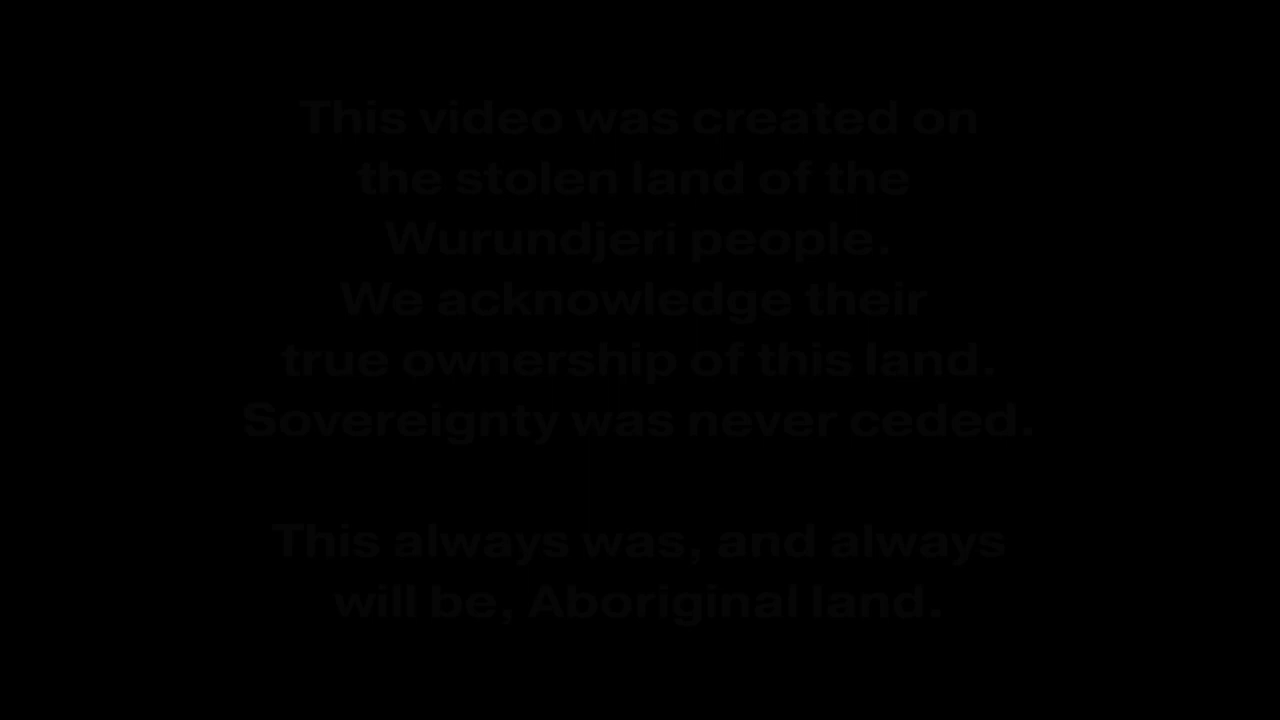 This video was created on
the stolen land of the
Wurundjeri people.
We acknowledge their
true ownership of this land.
Sovereignty was never ceded.
This always was, and always
will be, Aboriginal land.